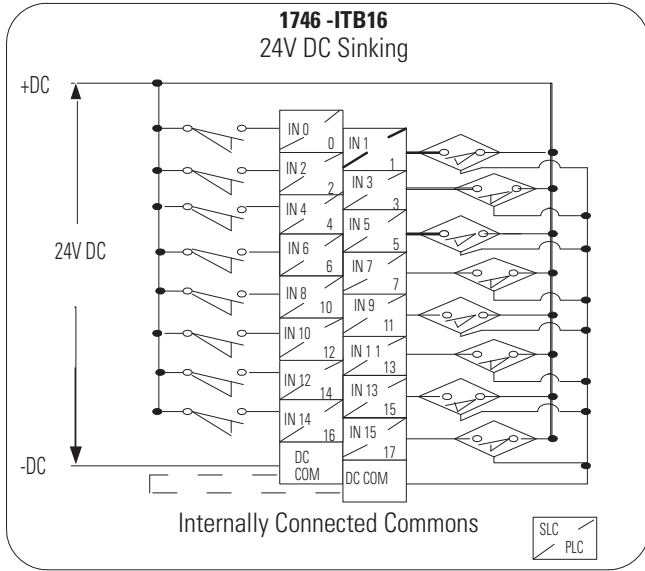 1746 -ITB16
24V DC Sinking
+DC
IN 0
0
IN 1
1
IN 2
2
IN 3
3
IN 4
4
IN 5
5
24V DC
IN 6
6
IN 7
7
IN 8
10
IN 9
11
IN 10
12
IN 1 1
13
IN 12
14
IN 13
15
IN 14
16
IN 15
17
-DC
DC
COM
DC COM
Internally Connected Commons
SLC
PLC